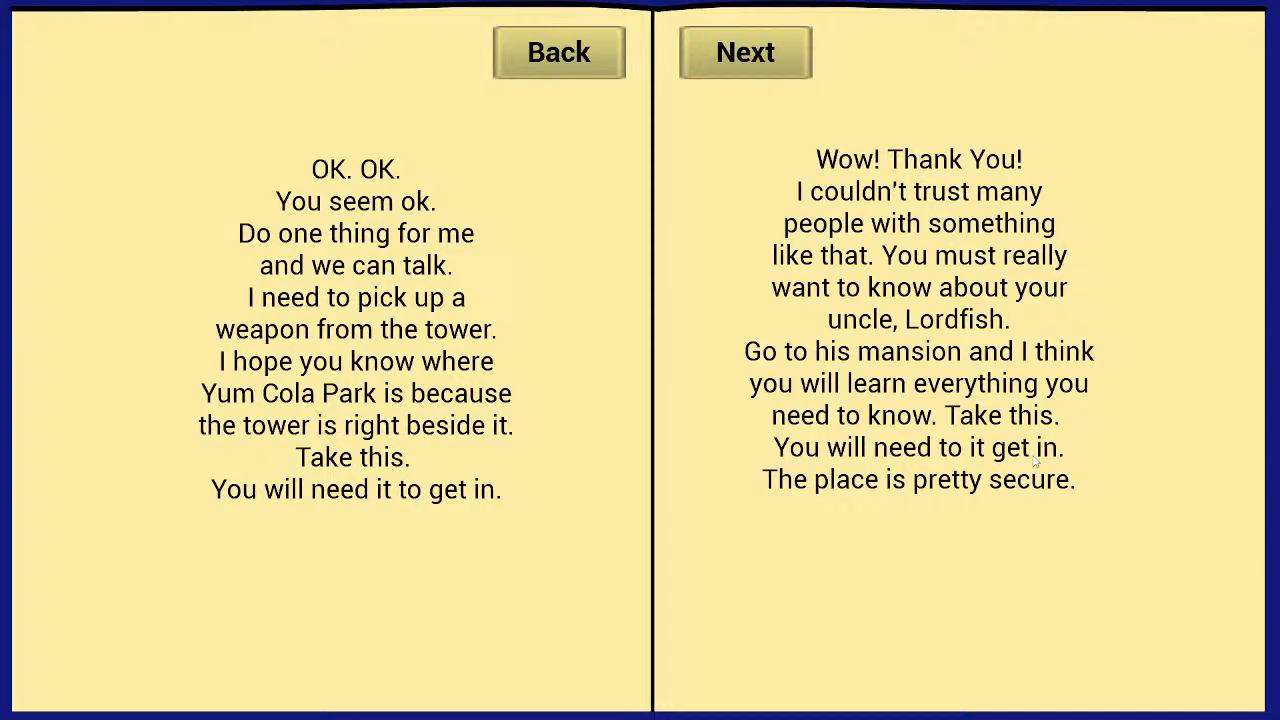 Back
Next
OK. OK.
You seem ok.
Do one thing for me
and we can talk.
I need to pick up a
weapon from the tower.
I hope you know where
Yum Cola Park is because
the tower is right beside it.
Take this.
You will need it to get in.
Wow! Thank You!
I couldn't trust many
people with something
like that. You must really
want to know about your
uncle, Lordfish.
Go to his mansion and I think
you will learn everything you
need to know. Take this.
You will need to it get in.
The place is pretty secure.